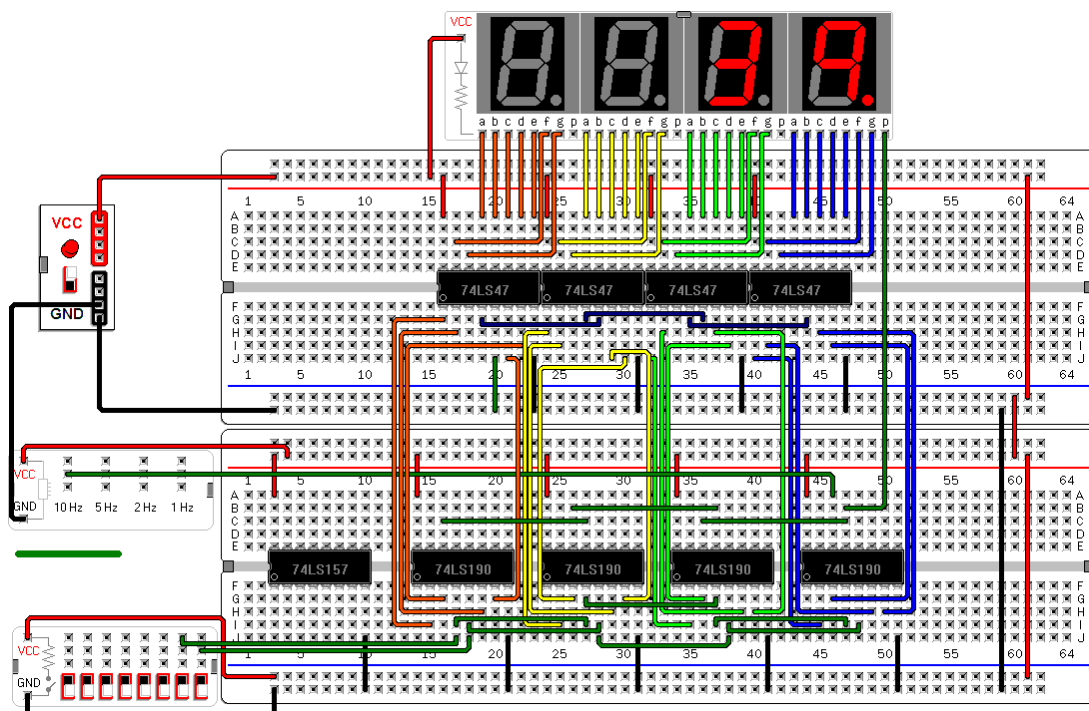 VCC
a b c d e f g p a b c d e f g p a b c d e f g p a b c d e f g p
1 5 10 15 20 25 30 35 40 45 50 55 60 64
A A
B B
C C
D D
E E
VCC
GND
74LS47 74LS47 74LS47 74LS47
F F
G G
H H
I I
J J
1 5 10 15 20 25 30 35 40 45 50 55 60 64
VCC
GND
10 Hz 5 Hz 2 Hz 1 Hz
1 5 10 15 20 25 30 35 40 45 50 55 60 64
A A
B B
C C
D D
E E
74LS157 74LS190 74LS190 74LS190 74LS190
F F
G G
H H
I I
J J
1 5 10 15 20 25 30 35 40 45 50 55 60 64
VCC
GND